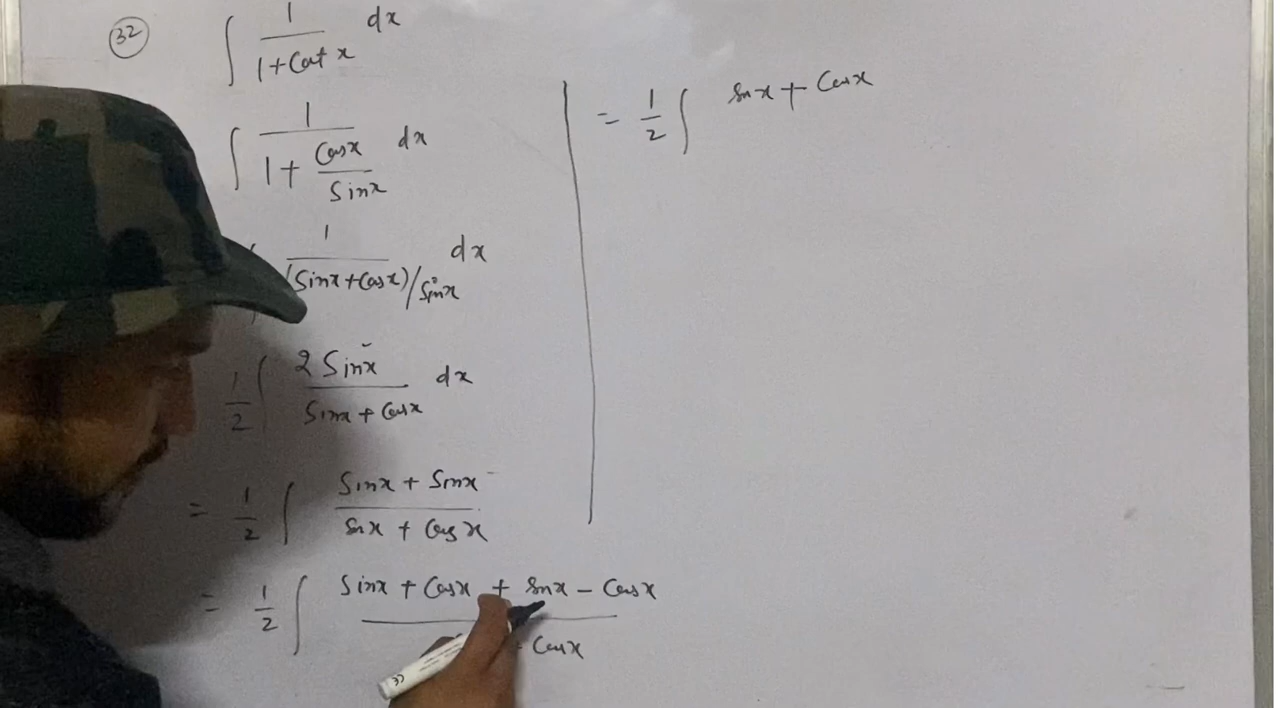 32 ∫ 1/(1+Cot x) dx
∫ 1/(1+ Cosx/Sinx) dx
1/((Sinx+Cosx)/Sinx) dx
1/2 ∫ 2 Sinx/(Sinx+Cosx) dx
= 1/2 ∫ (Sinx + Sinx)/(Sinx + Cosx)
= 1/2 ∫ (Sinx + Cosx + Sinx − Cosx)/ Cosx
= 1/2 ∫ Sinx + Cosx